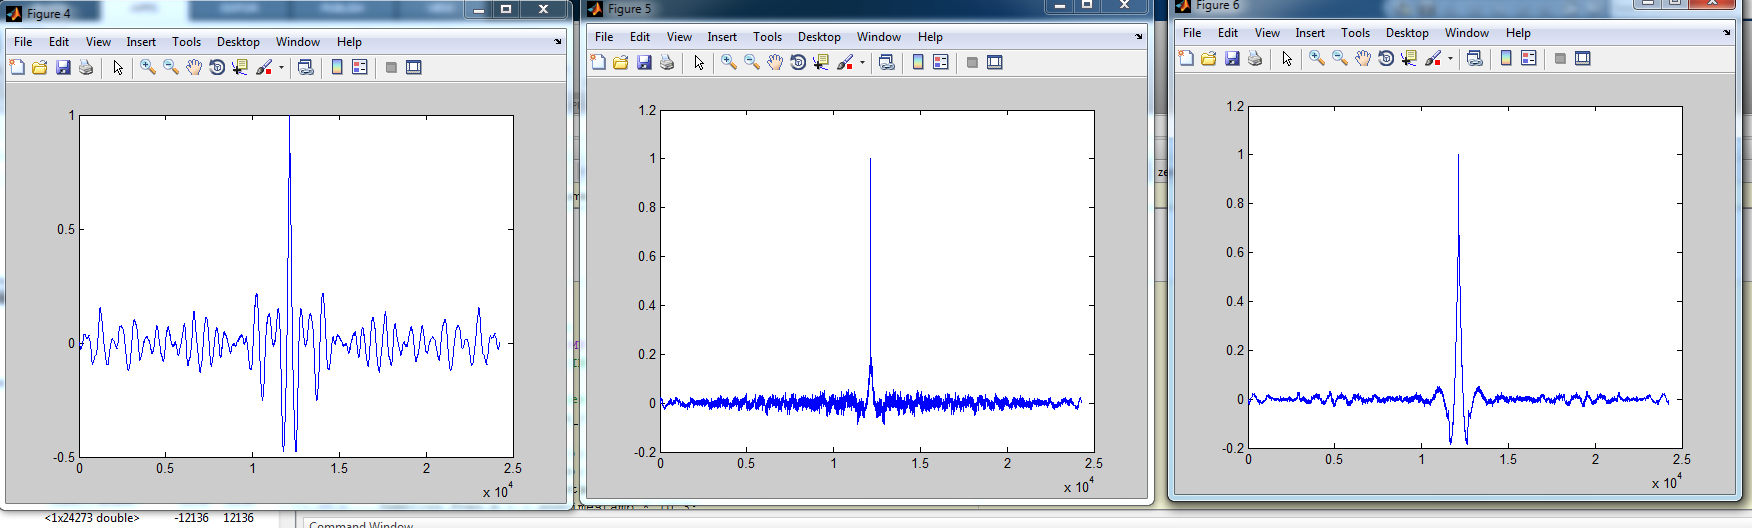 Figure 4
File Edit View Insert Tools Desktop Window Help
1
0.5
0
-0.5
0 0.5 1 1.5 2 2.5
x 10^4
Figure 5
File Edit View Insert Tools Desktop Window Help
1.2
1
0.8
0.6
0.4
0.2
0
-0.2
0 0.5 1 1.5 2 2.5
x 10^4
Figure 6
File Edit View Insert Tools Desktop Window Help
1.2
1
0.8
0.6
0.4
0.2
0
-0.2
0 0.5 1 1.5 2 2.5
x 10^4
ze
<1x24273 double> -12136 12136
Command Window